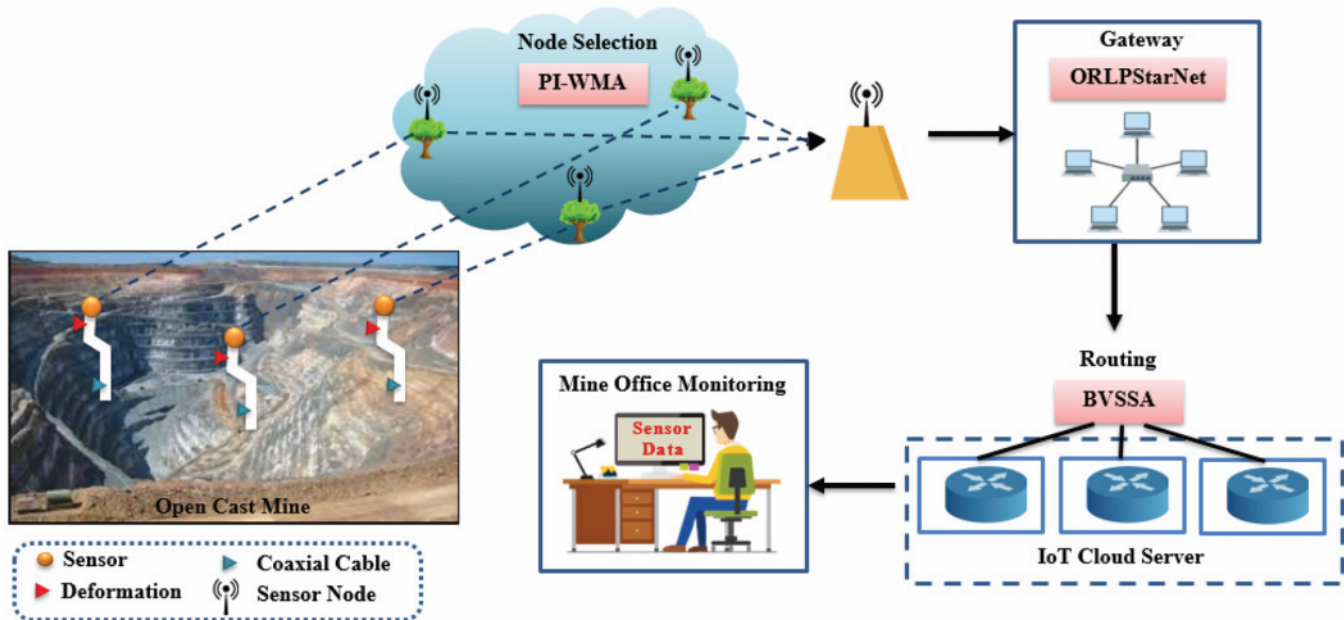 Node Selection
PI-WMA
Gateway
ORLPStarNet
Open Cast Mine
Sensor
Coaxial Cable
Deformation
Sensor Node
Mine Office Monitoring
Sensor
Data
Routing
BVSSA
IoT Cloud Server